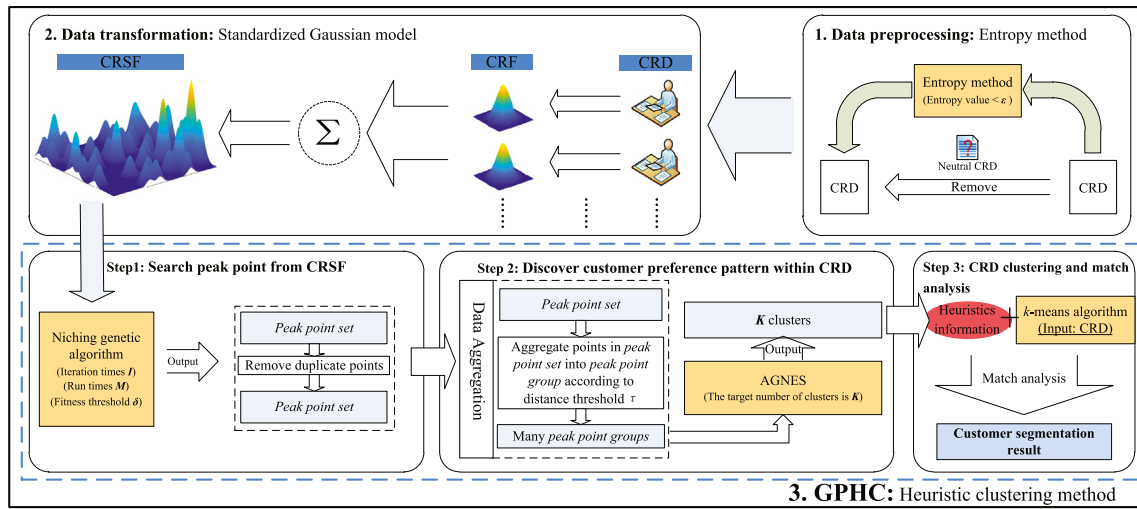 2. Data transformation: Standardized Gaussian model
CRSF
CRF
CRD
Σ
1. Data preprocessing: Entropy method
Entropy method
(Entropy value < ε )
?
Neutral CRD
CRD
Remove
CRD
Step1: Search peak point from CRSF
Niching genetic
algorithm
(Iteration times I)
(Run times M)
(Fitness threshold δ)
Output
Peak point set
Remove duplicate points
Peak point set
Step 2: Discover customer preference pattern within CRD
Data Aggregation
Peak point set
Aggregate points in peak
point set into peak point
group according to
distance threshold τ
Many peak point groups
K clusters
Output
AGNES
(The target number of clusters is K)
Step 3: CRD clustering and match
analysis
Heuristics
information
+
k-means algorithm
(Input: CRD)
Match analysis
Customer segmentation
result
3. GPHC: Heuristic clustering method